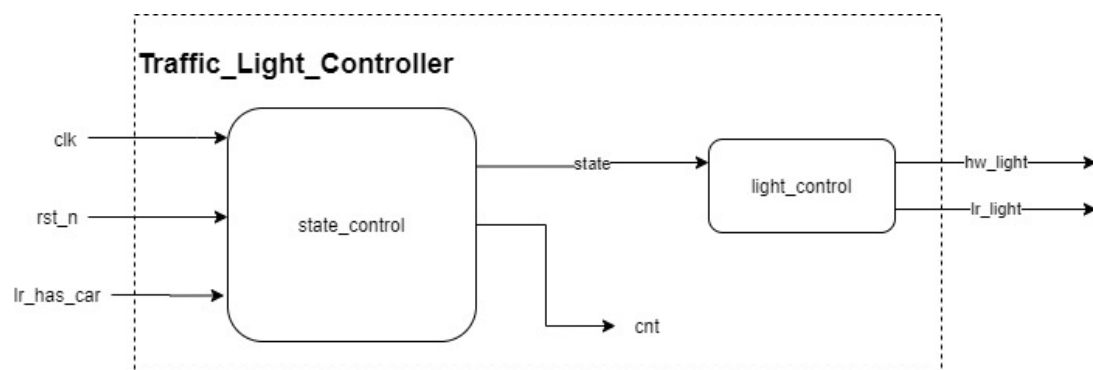 Traffic_Light_Controller
clk
rst_n
lr_has_car
state_control
state
cnt
light_control
hw_light
lr_light